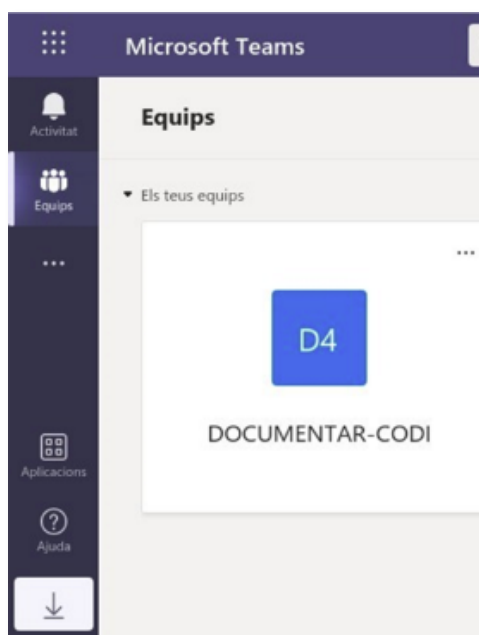 Microsoft Teams
Activitat
Equips
Equips
Els teus equips
...
...
D4
DOCUMENTAR-CODI
Aplicacions
Ajuda